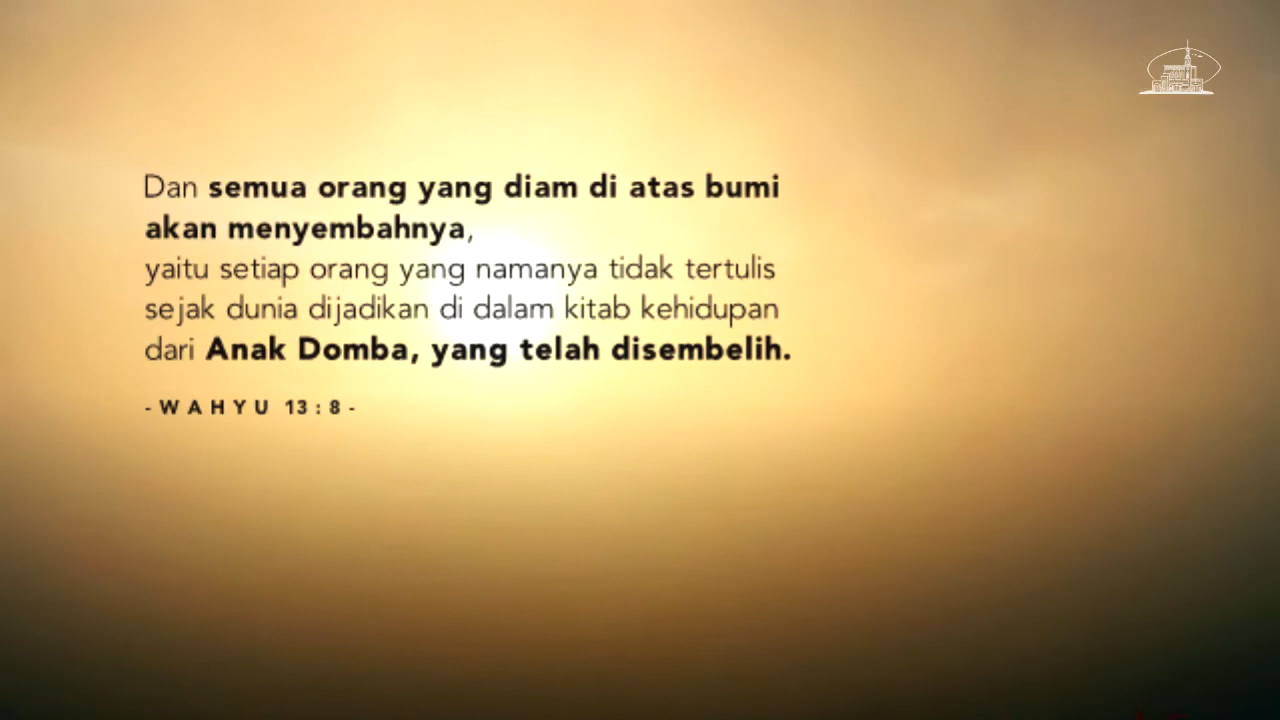 Dan semua orang yang diam di atas bumi
akan menyembahnya,
yaitu setiap orang yang namanya tidak tertulis
sejak dunia dijadikan di dalam kitab kehidupan
dari Anak Domba, yang telah disembelih.
- WAHYU 13:8 -